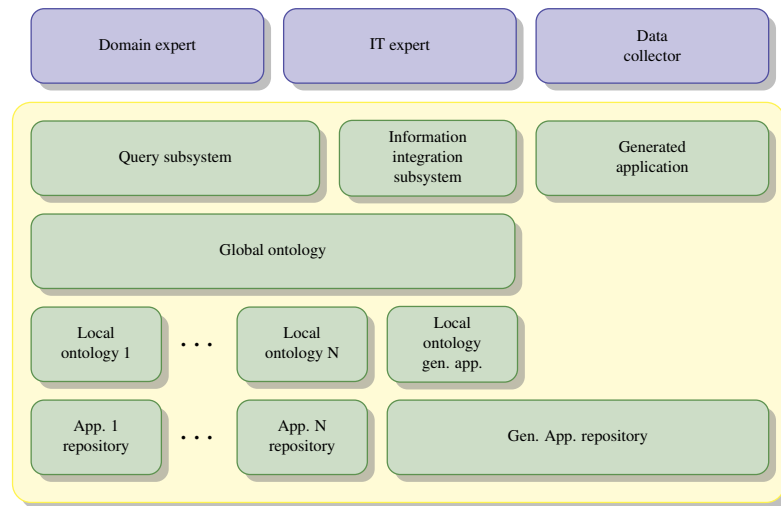 Domain expert
IT expert
Data
collector
Query subsystem
Information
integration
subsystem
Generated
application
Global ontology
Local
ontology 1
. . .
Local
ontology N
Local
ontology
gen. app.
App. 1
repository
. . .
App. N
repository
Gen. App. repository